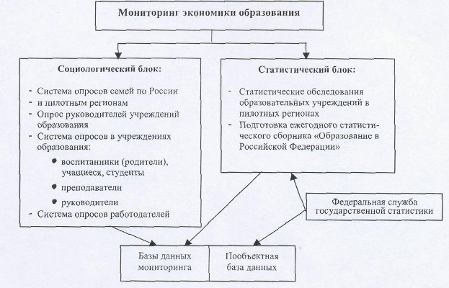 Мониторинг экономики образования
Социологический блок:
- Система опросов семей по России
- и пилотным регионам
- Опрос руководителей учреждений
образования
- Система опросов в учреждениях
образования:
• воспитанники (родители),
учащиеся, студенты
• преподаватели
• руководители
- Система опросов работодателей
Статистический блок:
- Статистические обследования
образовательных учреждений в
пилотных регионах
- Подготовка ежегодного статисти-
ческого сборника «Образование в
Российской Федерации»
Федеральная служба
государственной статистики
Базы данных
мониторинга
Пообъектная
база данных